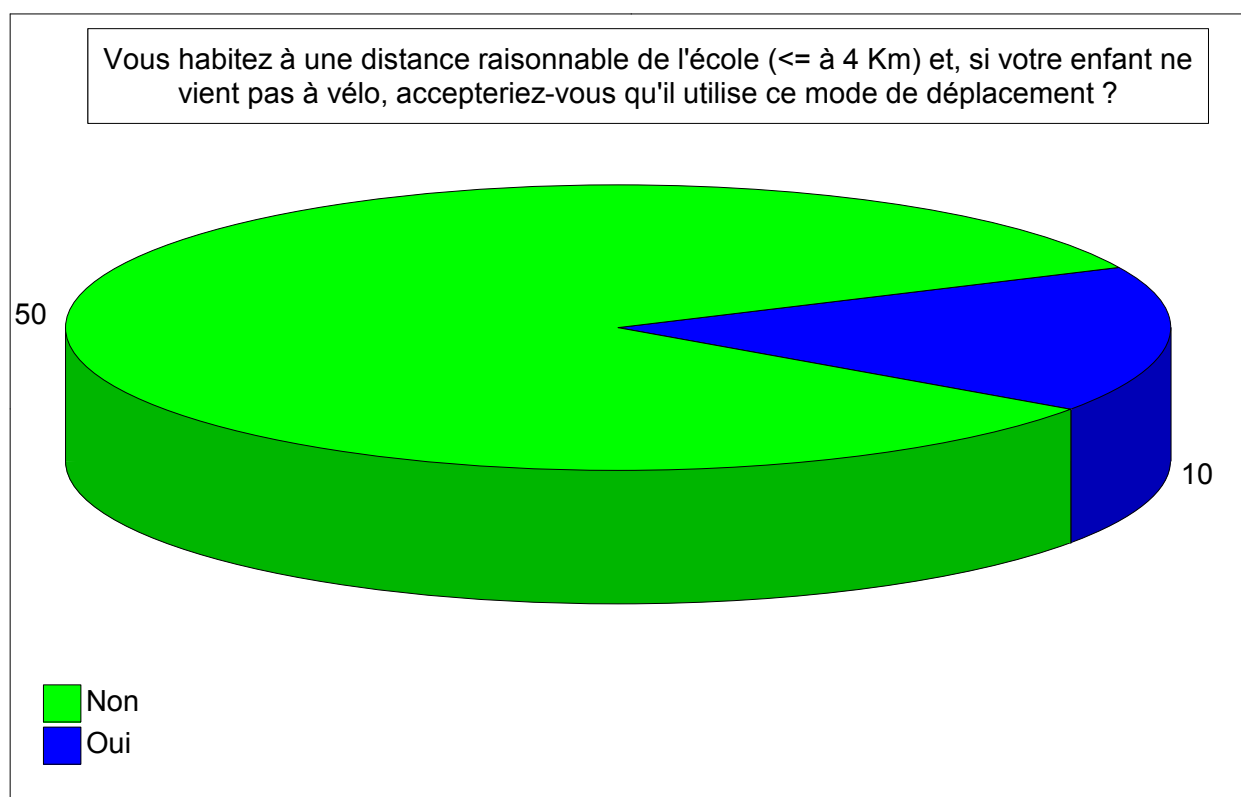 Vous habitez à une distance raisonnable de l'école (<= à 4 Km) et, si votre enfant ne
vient pas à vélo, accepteriez-vous qu'il utilise ce mode de déplacement ?
50
10
Non
Oui